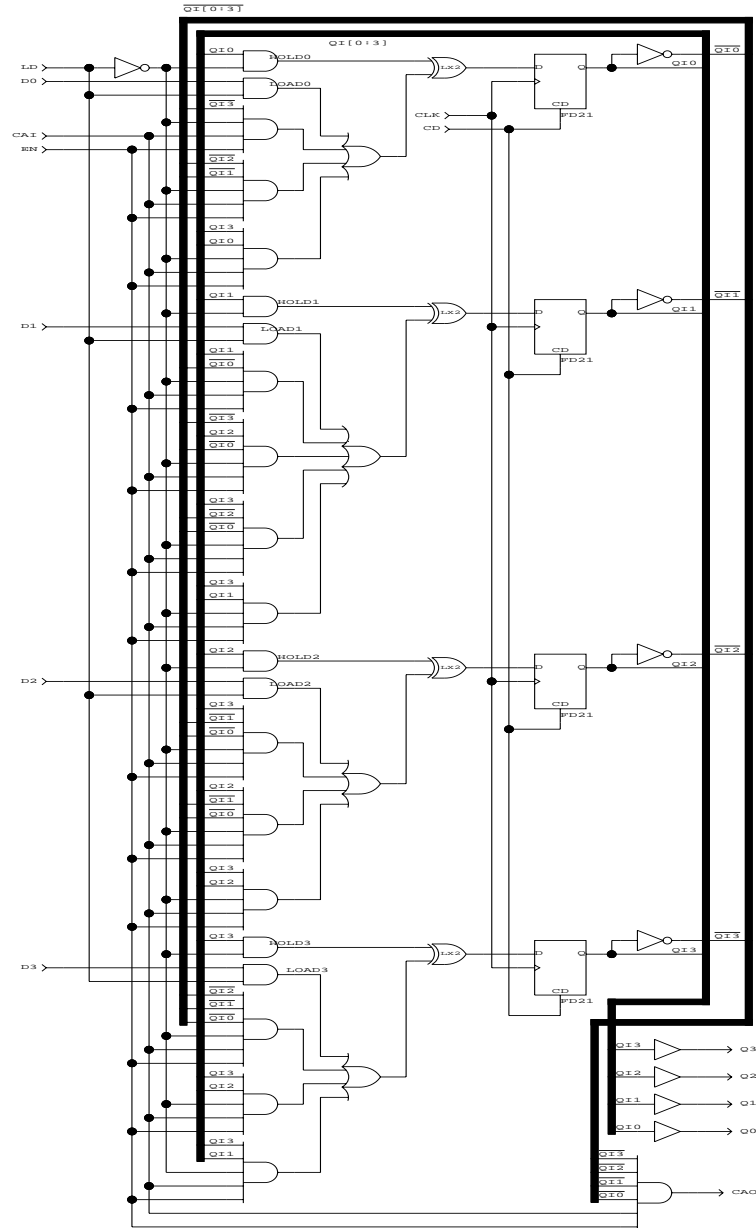 QI[0:3]
QI[0:3]
QI0
HOLD0
LX2
D
Q
QI0
QI0
LD
D0
LOAD0
CD
FD21
QI3
CLK
CD
CAI
EN
QI2
QI1
QI3
QI0
QI1
HOLD1
LX2
D
Q
QI1
QI1
D1
LOAD1
CD
FD21
QI1
QI0
QI3
QI2
QI0
QI3
QI2
QI0
QI3
QI1
QI2
HOLD2
LX2
D
Q
QI2
QI2
D2
LOAD2
CD
FD21
QI3
QI1
QI0
QI2
QI1
QI0
QI3
QI2
QI3
HOLD3
LX2
D
Q
QI3
QI3
D3
LOAD3
CD
FD21
QI2
QI1
QI0
QI3
QI2
QI3
QI1
QI3
Q3
QI2
Q2
QI1
Q1
QI0
Q0
QI3
QI2
QI1
QI0
CAO